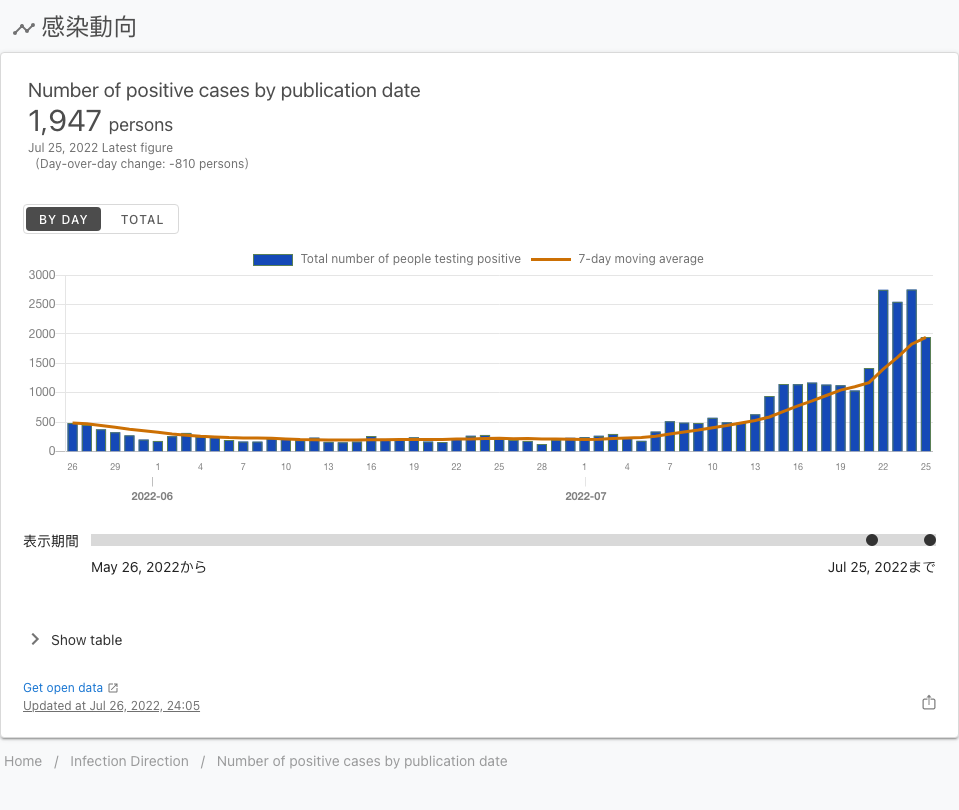 感染動向
Number of positive cases by publication date
1,947 persons
Jul 25, 2022 Latest figure
(Day-over-day change: -810 persons)
BY DAY TOTAL
Total number of people testing positive 7-day moving average
3000
2500
2000
1500
1000
500
0
26 29 1 4 7 10 13 16 19 22 25 28 1 4 7 10 13 16 19 22 25
2022-06 2022-07
表示期間
May 26, 2022から Jul 25, 2022まで
Show table
Get open data
Updated at Jul 26, 2022, 24:05
Home / Infection Direction / Number of positive cases by publication date